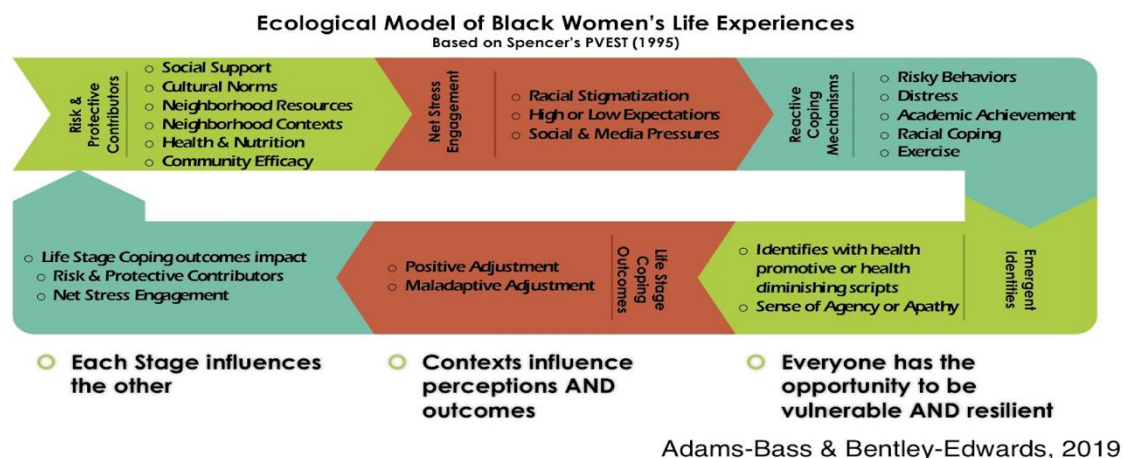 Ecological Model of Black Women's Life Experiences
Based on Spencer's PVEST (1995)
Risk &
Protective
Contributors
○ Social Support
○ Cultural Norms
○ Neighborhood Resources
○ Neighborhood Contexts
○ Health & Nutrition
○ Community Efficacy
Net Stress
Engagement
○ Racial Stigmatization
○ High or Low Expectations
○ Social & Media Pressures
Reactive
Coping
Mechanisms
○ Risky Behaviors
○ Distress
○ Academic Achievement
○ Racial Coping
○ Exercise
Emergent
Identities
○ Identifies with health
promotive or health
diminishing scripts
○ Sense of Agency or Apathy
Life Stage
Coping
Outcomes
○ Positive Adjustment
○ Maladaptive Adjustment
○ Life Stage Coping outcomes impact
○ Risk & Protective Contributors
○ Net Stress Engagement
○ Each Stage influences
the other
○ Contexts influence
perceptions AND
outcomes
○ Everyone has the
opportunity to be
vulnerable AND resilient
Adams-Bass & Bentley-Edwards, 2019